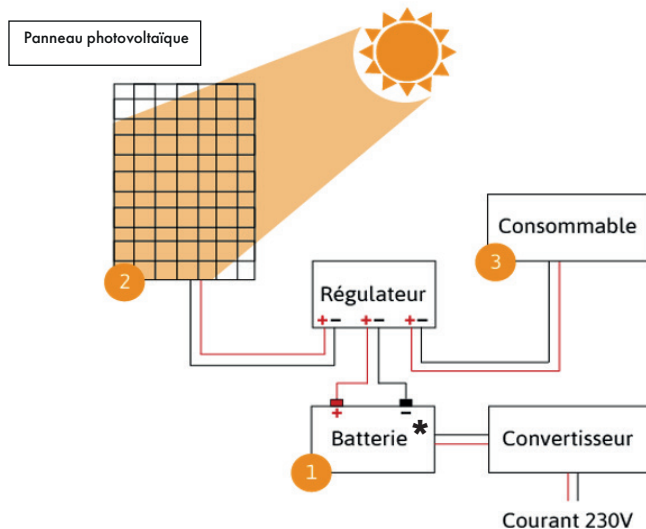 Panneau photovoltaïque
2
Consommable
3
Régulateur
+ − + − + −
+ −
Batterie *
1
Convertisseur
Courant 230V